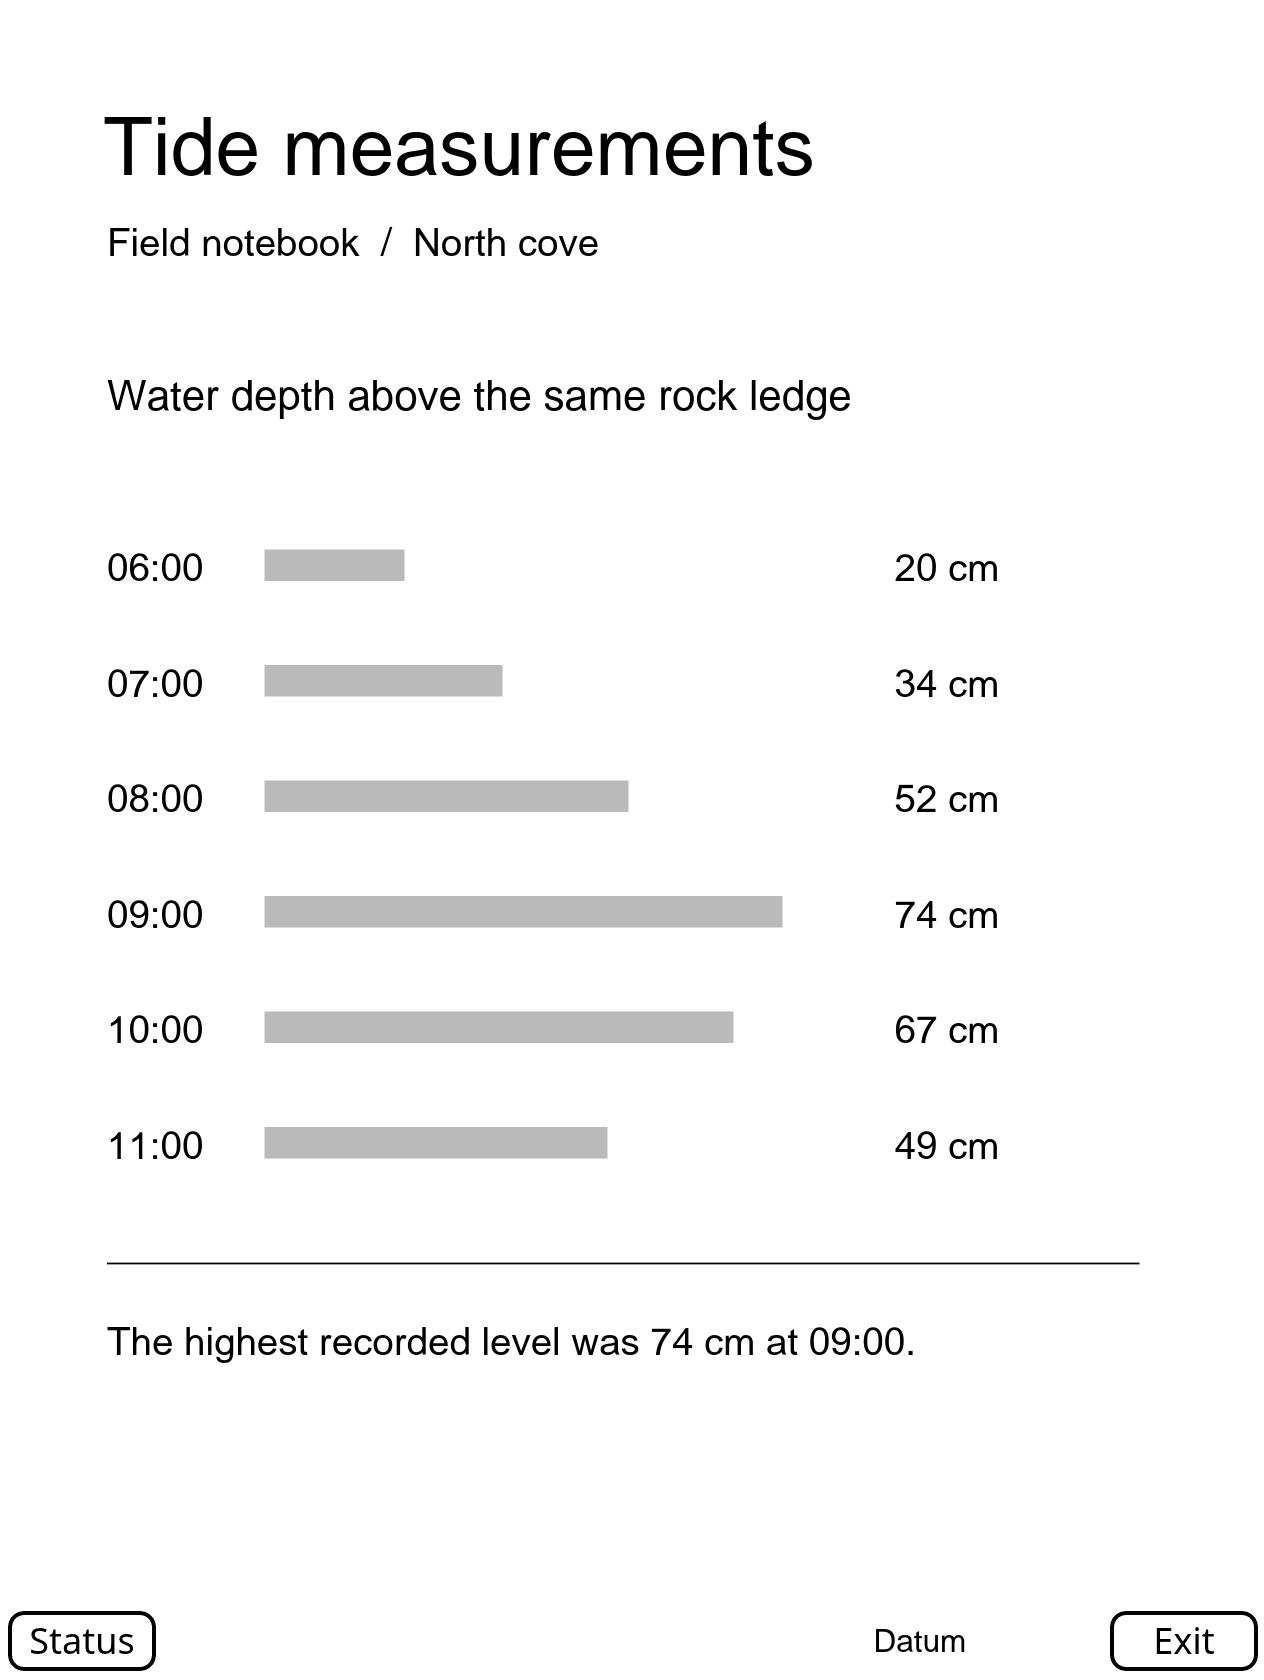 Tide measurements
Field notebook / North cove
Water depth above the same rock ledge
06:00 20 cm
07:00 34 cm
08:00 52 cm
09:00 74 cm
10:00 67 cm
11:00 49 cm
The highest recorded level was 74 cm at 09:00.
Status Datum Exit